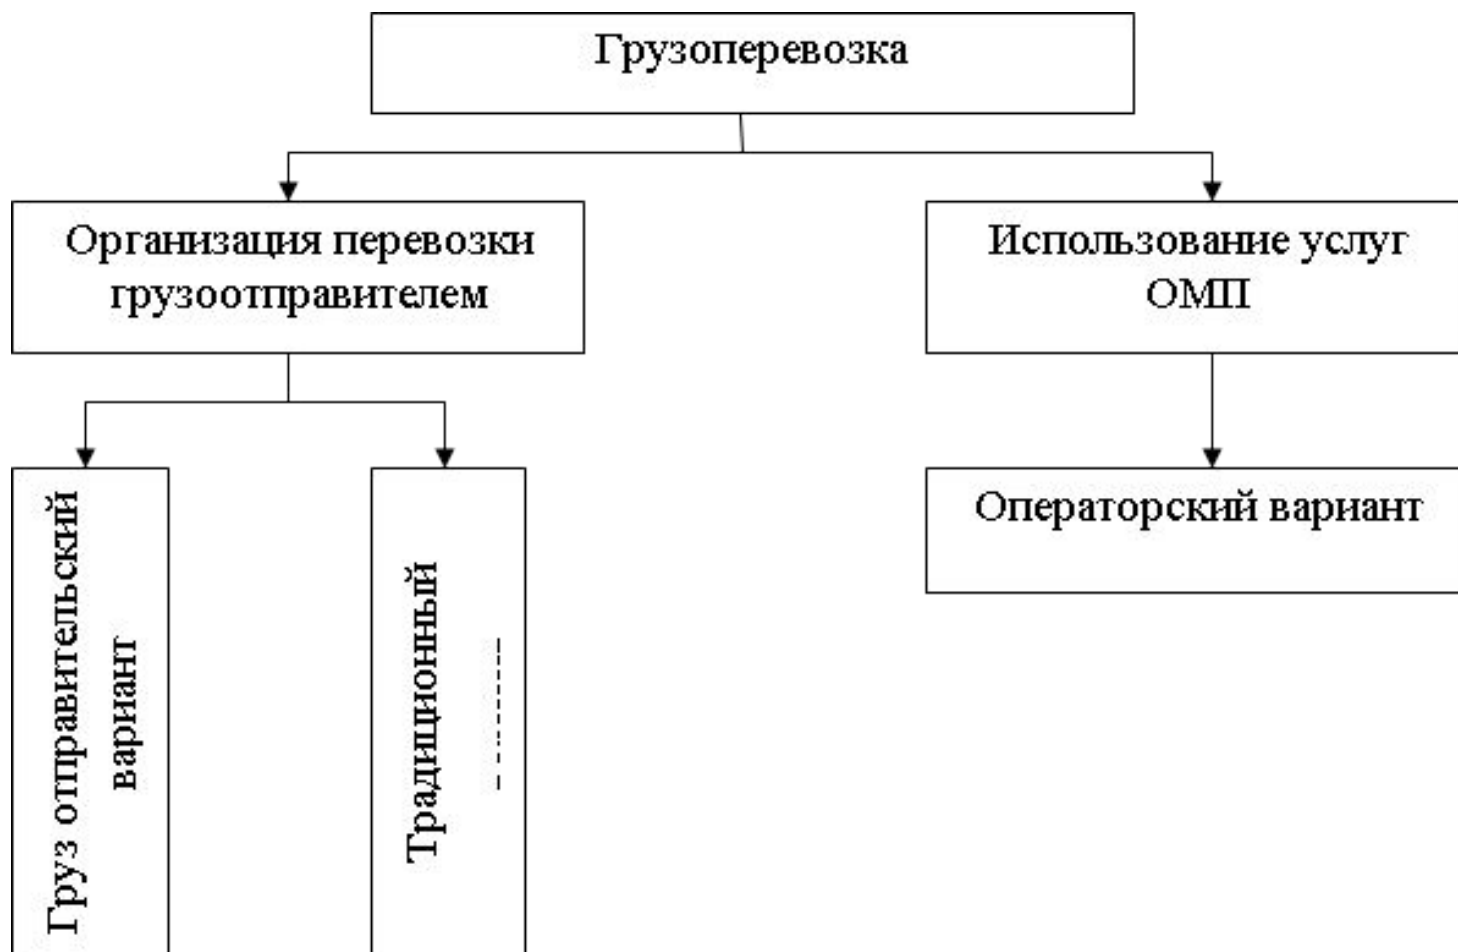 Грузоперевозка
Организация перевозки
грузоотправителем
Использование услуг
ОМП
Груз отправительский
вариант
Традиционный
Операторский вариант